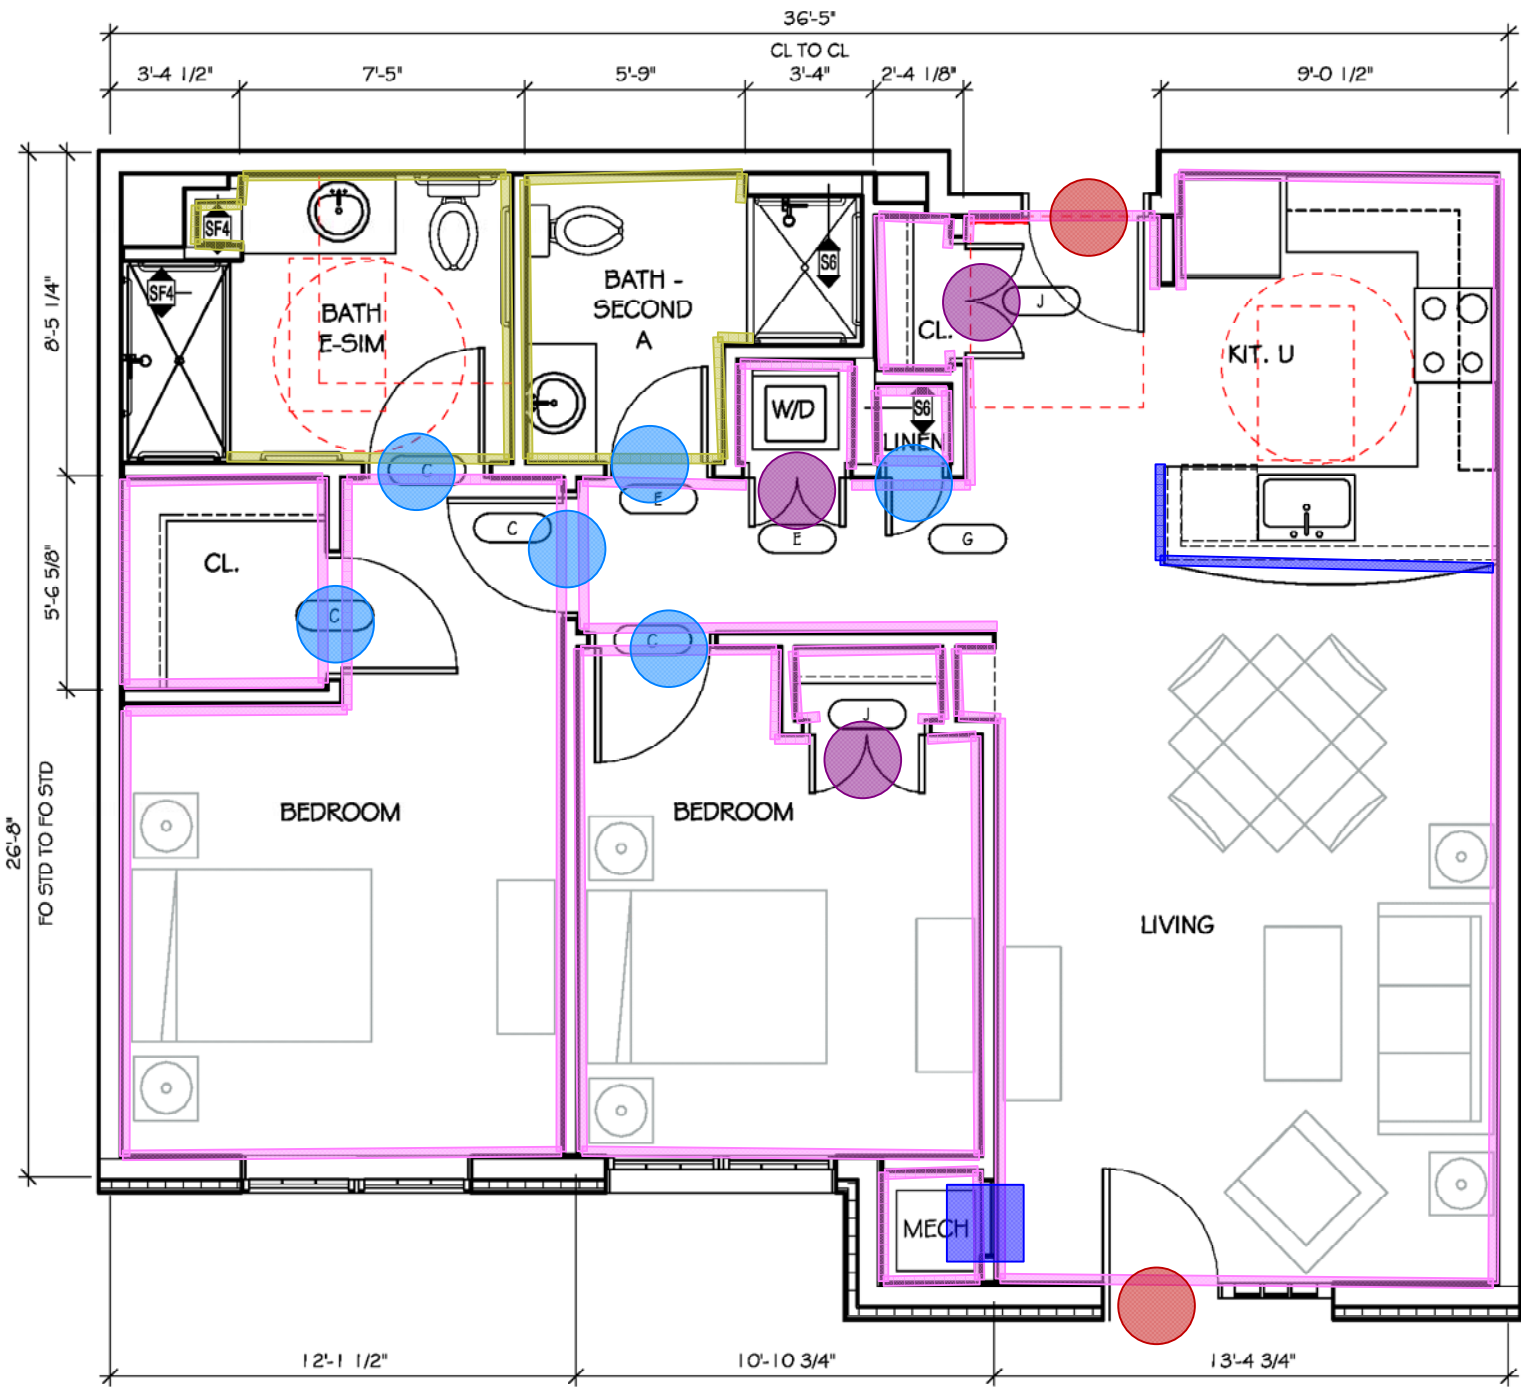 36'-5"
CL TO CL
3'-4 1/2"
7'-5"
5'-9"
3'-4"
2'-4 1/8"
9'-0 1/2"
SF4
SF4
S6
BATH
E-SIM
BATH -
SECOND
A
CL.
J
KIT. U
8'-5 1/4"
W/D
S6
LINEN
C
E
C
E
G
CL.
5'-6 5/8"
C
C
J
26'-8"
FO STD TO FO STD
BEDROOM
BEDROOM
LIVING
MECH
12'-1 1/2"
10'-10 3/4"
13'-4 3/4"